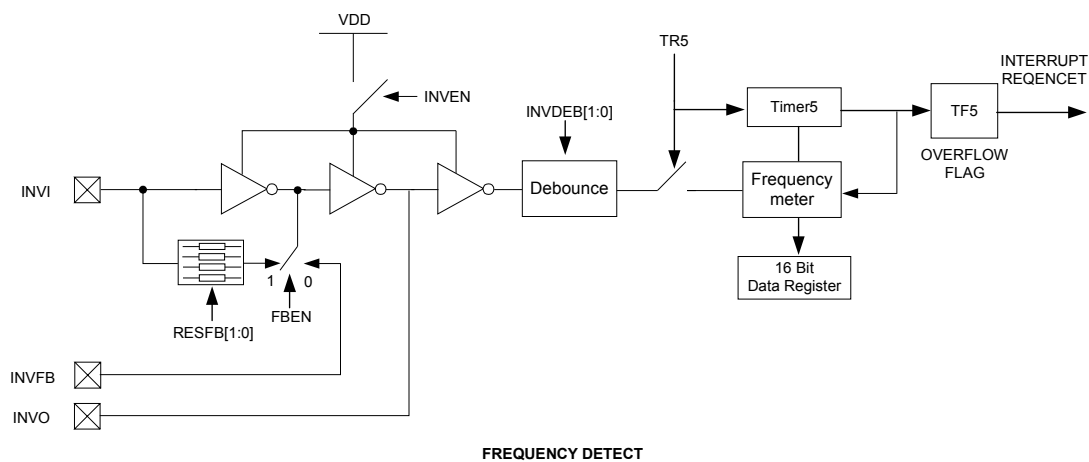 VDD
INVEN
TR5
INTERRUPT
REQENCET
INVDEB[1:0]
Timer5
TF5
OVERFLOW
FLAG
INVI
Debounce
Frequency
meter
1 0
FBEN
RESFB[1:0]
16 Bit
Data Register
INVFB
INVO
FREQUENCY DETECT